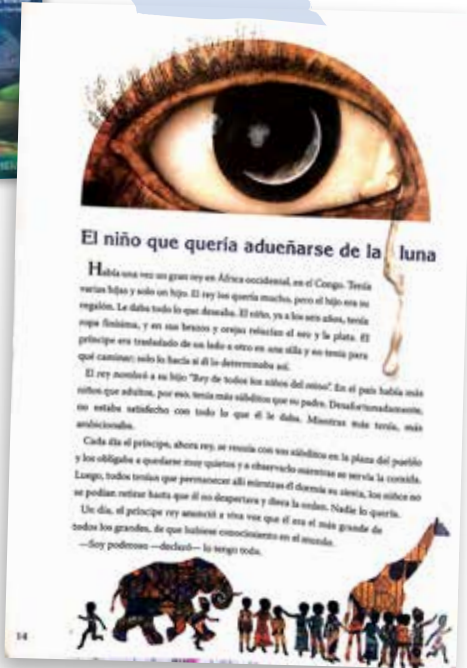 El niño que quería adueñarse de la luna
Había una vez un gran rey en África occidental, en el Congo. Tenía
varias hijas y solo un hijo. El rey los quería mucho, pero el hijo era su
regalón. Le daba todo lo que deseaba. El niño, ya a los seis años, tenía
ropa finísima, y en sus brazos y orejas relucían el oro y la plata. El
príncipe era trasladado de un lado a otro en una silla y no tenía para
qué caminar; solo lo hacía si él lo determinaba así.
El rey nombró a su hijo "Rey de todos los niños del reino". En el país había más
niños que adultos, por eso, tenía más súbditos que su padre. Desafortunadamente,
no estaba satisfecho con todo lo que él le daba. Mientras más tenía, más
ambicionaba.
Cada día el príncipe, ahora rey, se reunía con sus súbditos en la plaza del pueblo
y los obligaba a quedarse muy quietos y a observarlo mientras se servía la comida.
Luego, todos tenían que permanecer allí mientras él dormía su siesta, los niños no
se podían retirar hasta que él no despertara y diera la orden. Nadie lo quería.
Un día, el príncipe rey anunció a viva voz que él era el más grande de
todos los grandes, de que hubiese conocimiento en el mundo.
—Soy poderoso —declaró— lo tengo todo.
14